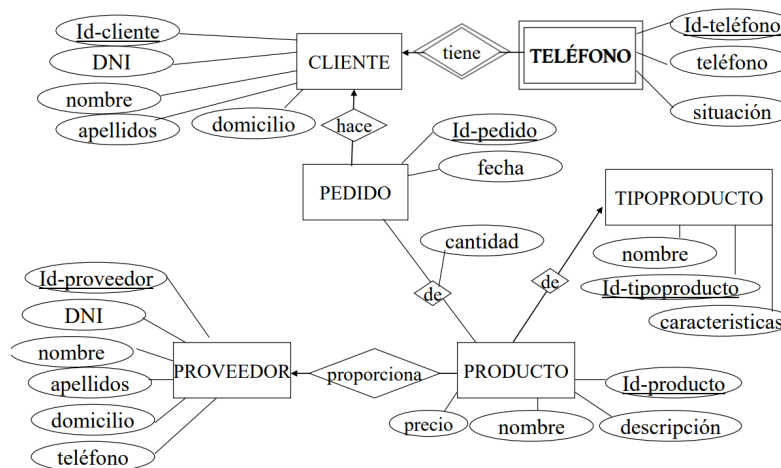 Id-cliente
DNI
nombre
apellidos
domicilio
CLIENTE
tiene
TELÉFONO
Id-teléfono
teléfono
situación
hace
PEDIDO
Id-pedido
fecha
cantidad
de
de
TIPOPRODUCTO
nombre
Id-tipoproducto
caracteristicas
Id-proveedor
DNI
nombre
apellidos
domicilio
teléfono
PROVEEDOR
proporciona
PRODUCTO
Id-producto
precio
nombre
descripción